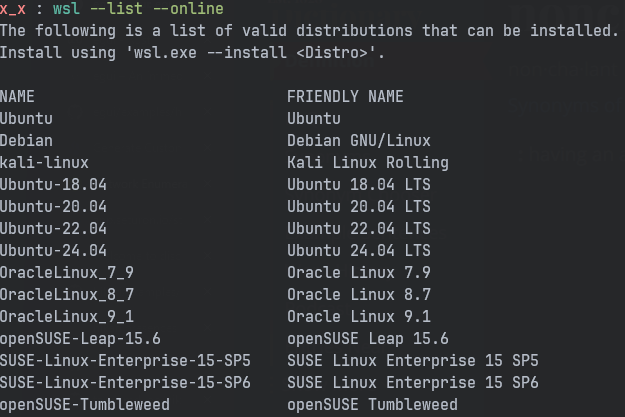 x_x : wsl --list --online
The following is a list of valid distributions that can be installed.
Install using 'wsl.exe --install <Distro>'.
NAME FRIENDLY NAME
Ubuntu Ubuntu
Debian Debian GNU/Linux
kali-linux Kali Linux Rolling
Ubuntu-18.04 Ubuntu 18.04 LTS
Ubuntu-20.04 Ubuntu 20.04 LTS
Ubuntu-22.04 Ubuntu 22.04 LTS
Ubuntu-24.04 Ubuntu 24.04 LTS
OracleLinux_7_9 Oracle Linux 7.9
OracleLinux_8_7 Oracle Linux 8.7
OracleLinux_9_1 Oracle Linux 9.1
openSUSE-Leap-15.6 openSUSE Leap 15.6
SUSE-Linux-Enterprise-15-SP5 SUSE Linux Enterprise 15 SP5
SUSE-Linux-Enterprise-15-SP6 SUSE Linux Enterprise 15 SP6
openSUSE-Tumbleweed openSUSE Tumbleweed